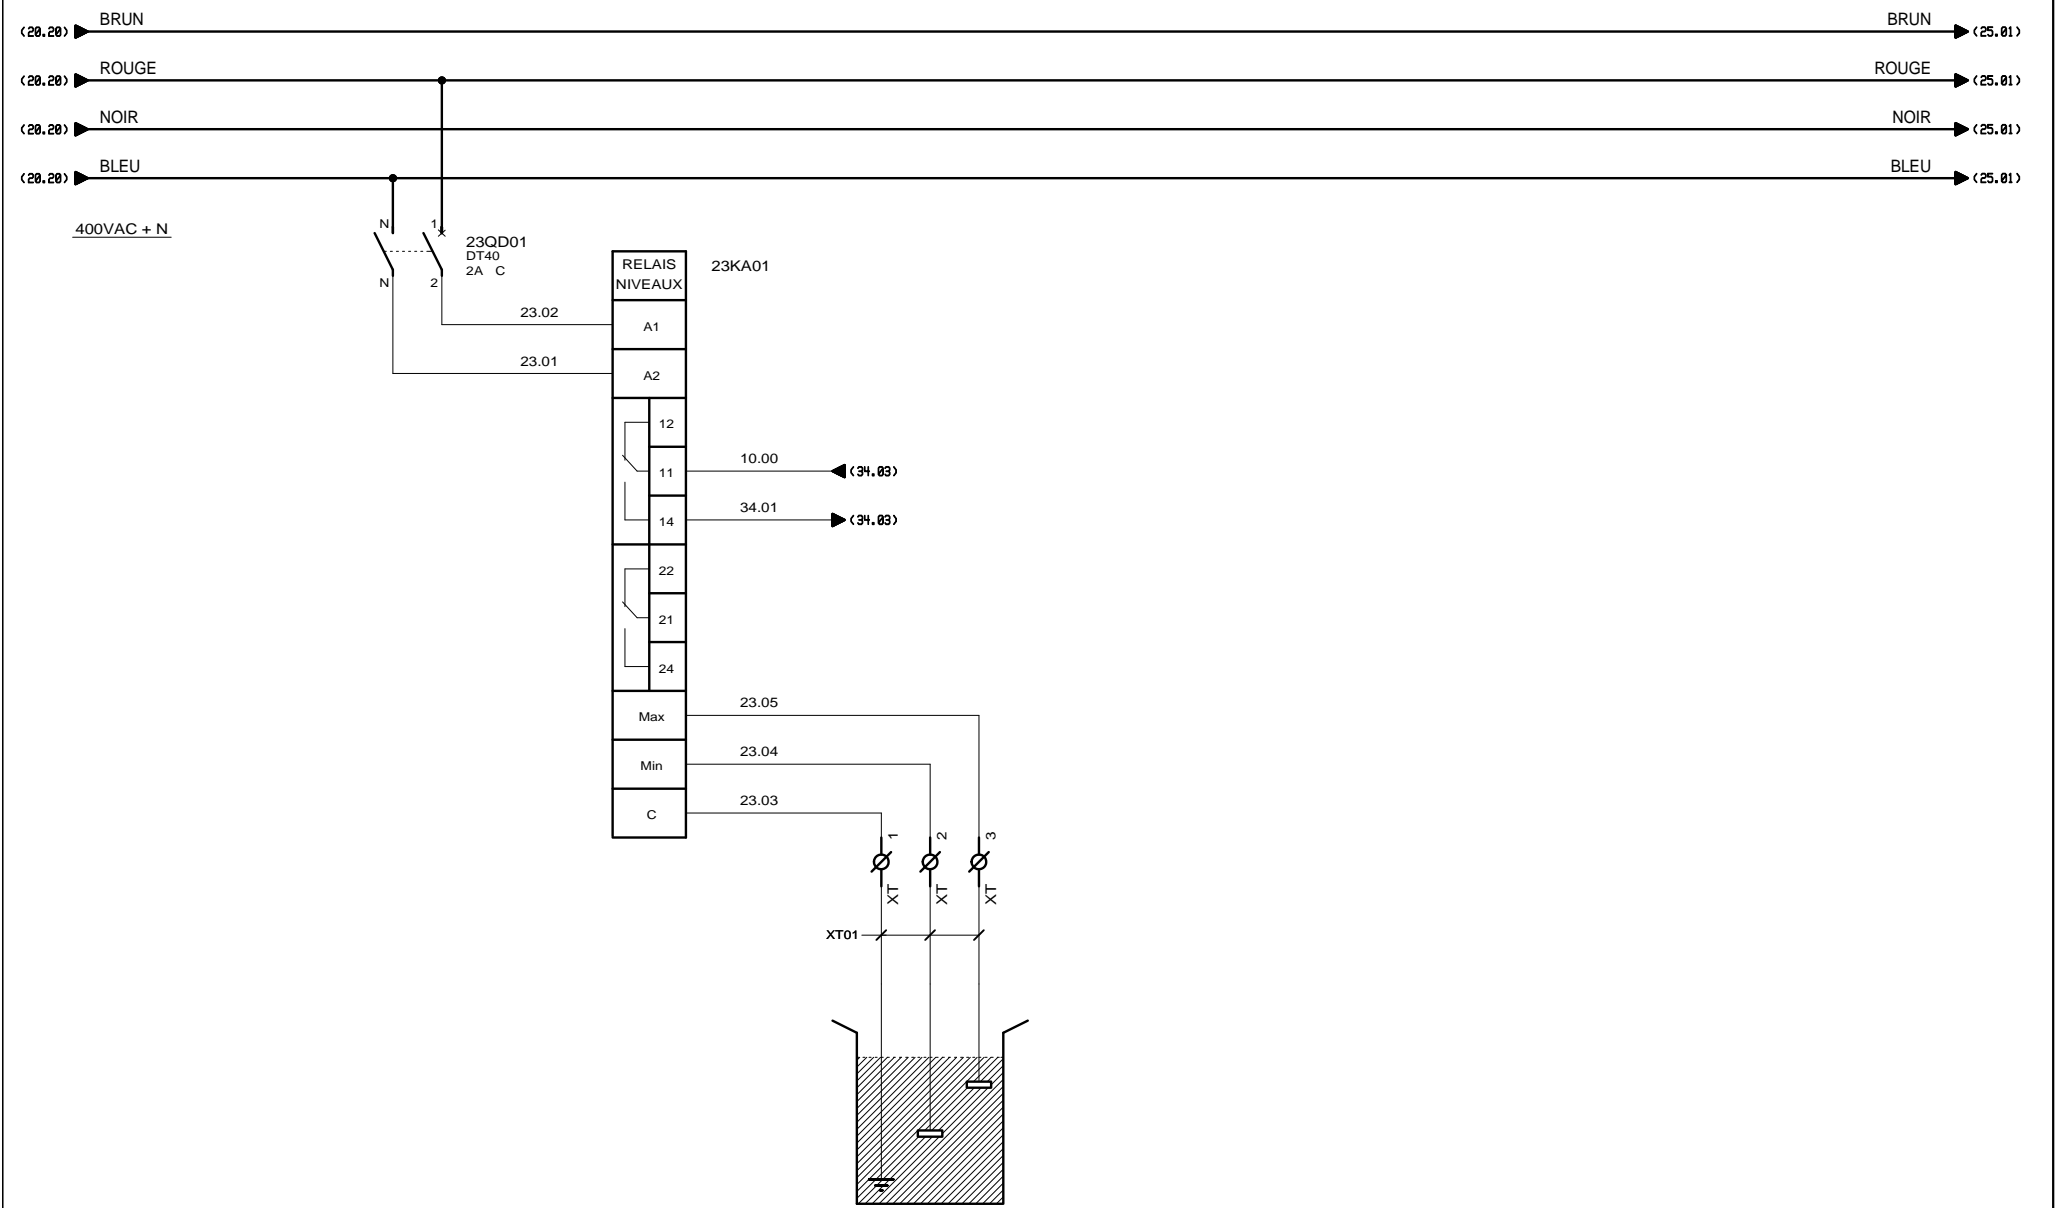 BRUN BRUN
(20.20) (25.01)
ROUGE ROUGE
(20.20) (25.01)
NOIR NOIR
(20.20) (25.01)
BLEU BLEU
(20.20) (25.01)
400VAC + N
N 1
23QD01
DT40
2A C
N 2
RELAIS
NIVEAUX
23KA01
23.02
A1
23.01
A2
12
10.00
11 (34.03)
34.01
14 (34.03)
22
21
24
23.05
Max
23.04
Min
23.03
C
1 2 3
XT XT XT
XT01